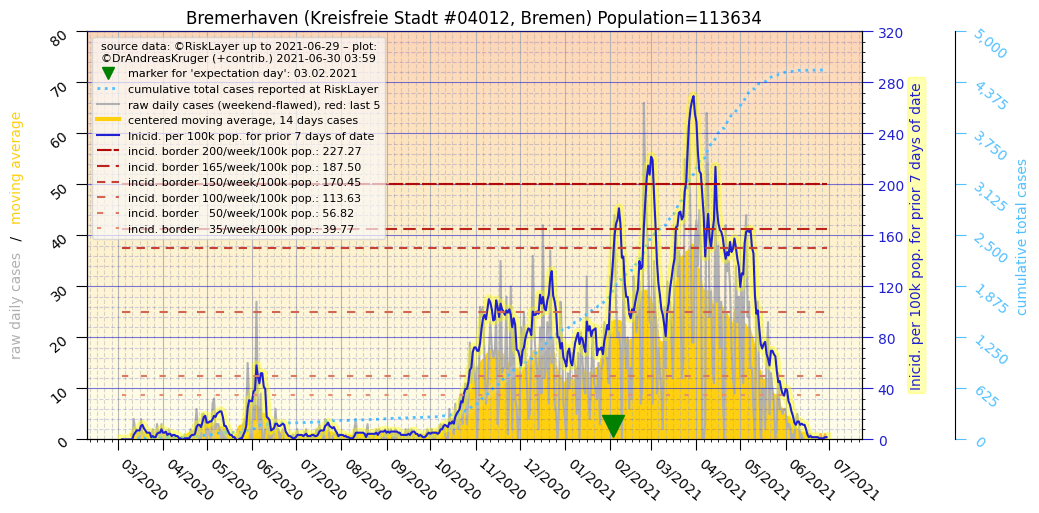 Bremerhaven (Kreisfreie Stadt #04012, Bremen) Population=113634
source data: ©RiskLayer up to 2021-06-29 – plot:
©DrAndreasKruger (+contrib.) 2021-06-30 03:59
marker for 'expectation day': 03.02.2021
cumulative total cases reported at RiskLayer
raw daily cases (weekend-flawed), red: last 5
centered moving average, 14 days cases
Inicid. per 100k pop. for prior 7 days of date
incid. border 200/week/100k pop.: 227.27
incid. border 165/week/100k pop.: 187.50
incid. border 150/week/100k pop.: 170.45
incid. border 100/week/100k pop.: 113.63
incid. border   50/week/100k pop.: 56.82
incid. border   35/week/100k pop.: 39.77
raw daily cases  /  moving average
80
70
60
50
40
30
20
10
0
320
280
240
200
160
120
80
40
0
Inicid. per 100k pop. for prior 7 days of date
5,000
4,375
3,750
3,125
2,500
1,875
1,250
625
0
cumulative total cases
03/2020
04/2020
05/2020
06/2020
07/2020
08/2020
09/2020
10/2020
11/2020
12/2020
01/2021
02/2021
03/2021
04/2021
05/2021
06/2021
07/2021